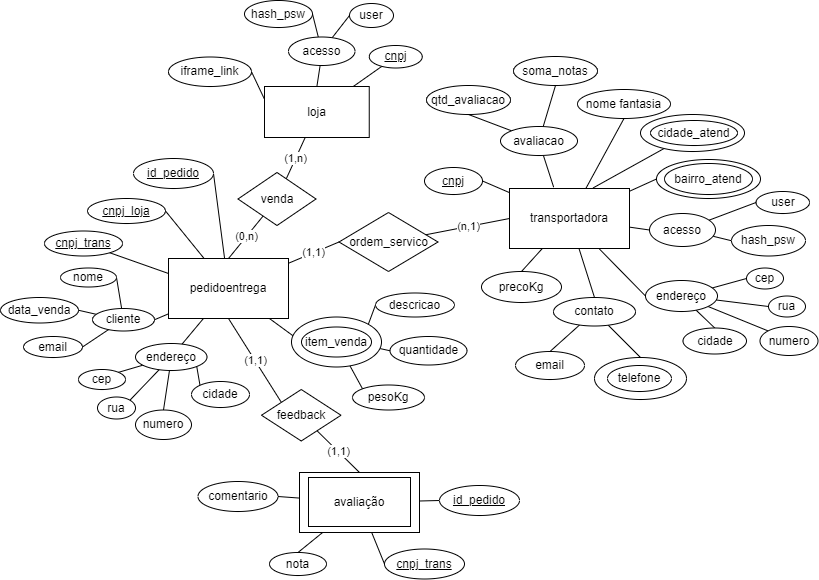 hash_psw
user
acesso
cnpj
iframe_link
loja
soma_notas
qtd_avaliacao
nome fantasia
avaliacao
cidade_atend
(1,n)
id_pedido
bairro_atend
cnpj
venda
user
cnpj_loja
transportadora
acesso
cnpj_trans
(0,n)
(n,1)
hash_psw
ordem_servico
(1,1)
nome
cep
pedidoentrega
precoKg
endereço
data_venda
descricao
rua
cliente
contato
email
item_venda
cidade
numero
endereço
(1,1)
quantidade
email
cep
telefone
cidade
pesoKg
rua
feedback
numero
(1,1)
comentario
avaliação
id_pedido
nota
cnpj_trans